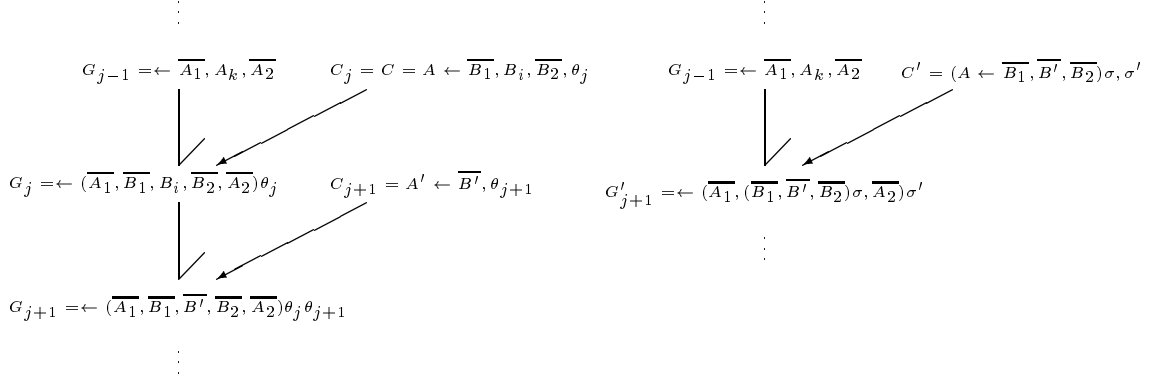 G_{j−1} =← \overline{A_1}, A_k, \overline{A_2}
C_j = C = A ← \overline{B_1}, B_i, \overline{B_2}, θ_j
G_{j−1} =← \overline{A_1}, A_k, \overline{A_2}
C′ = (A ← \overline{B_1}, \overline{B′}, \overline{B_2})σ, σ′
G_j =← (\overline{A_1}, \overline{B_1}, B_i, \overline{B_2}, \overline{A_2})θ_j
C_{j+1} = A′ ← \overline{B′}, θ_{j+1}
G′_{j+1} =← (\overline{A_1}, (\overline{B_1}, \overline{B′}, \overline{B_2})σ, \overline{A_2})σ′
G_{j+1} =← (\overline{A_1}, \overline{B_1}, \overline{B′}, \overline{B_2}, \overline{A_2})θ_jθ_{j+1}